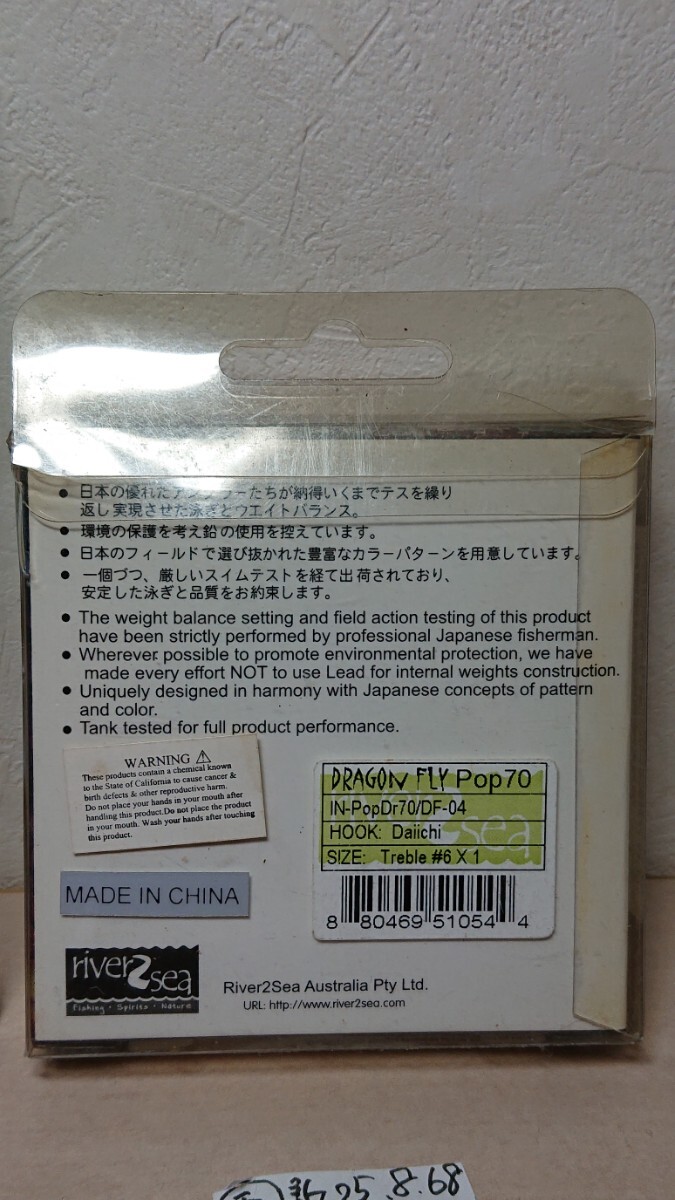 ● 日本の優れたアングラーたちが納得いくまでテスを繰り
返し実現させた泳ぎとウエイトバランス。
● 環境の保護を考え鉛の使用を控えています。
● 日本のフィールドで選び抜かれた豊富なカラーパターンを用意しています。
● 一個づつ、厳しいスイムテストを経て出荷されており、
安定した泳ぎと品質をお約束します。
● The weight balance setting and field action testing of this product
have been strictly performed by professional Japanese fisherman.
● Wherever possible to promote environmental protection, we have
made every effort NOT to use Lead for internal weights construction.
● Uniquely designed in harmony with Japanese concepts of pattern
and color.
● Tank tested for full product performance.
WARNING ⚠
These products contain a chemical known
to the State of California to cause cancer &
birth defects & other reproductive harm.
Do not place your hands in your mouth after
handling this product.Do not place the product
in your mouth. Wash your hands after touching
this product.
MADE IN CHINA
DRAGON FLY Pop70
IN-PopDr70/DF-04
HOOK: Daiichi
SIZE: Treble #6 X 1
river2sea
8 80469 51054 4
river2sea
Fishing · Spirits · Nature
River2Sea Australia Pty Ltd.
URL: http://www.river2sea.com
25.8.68